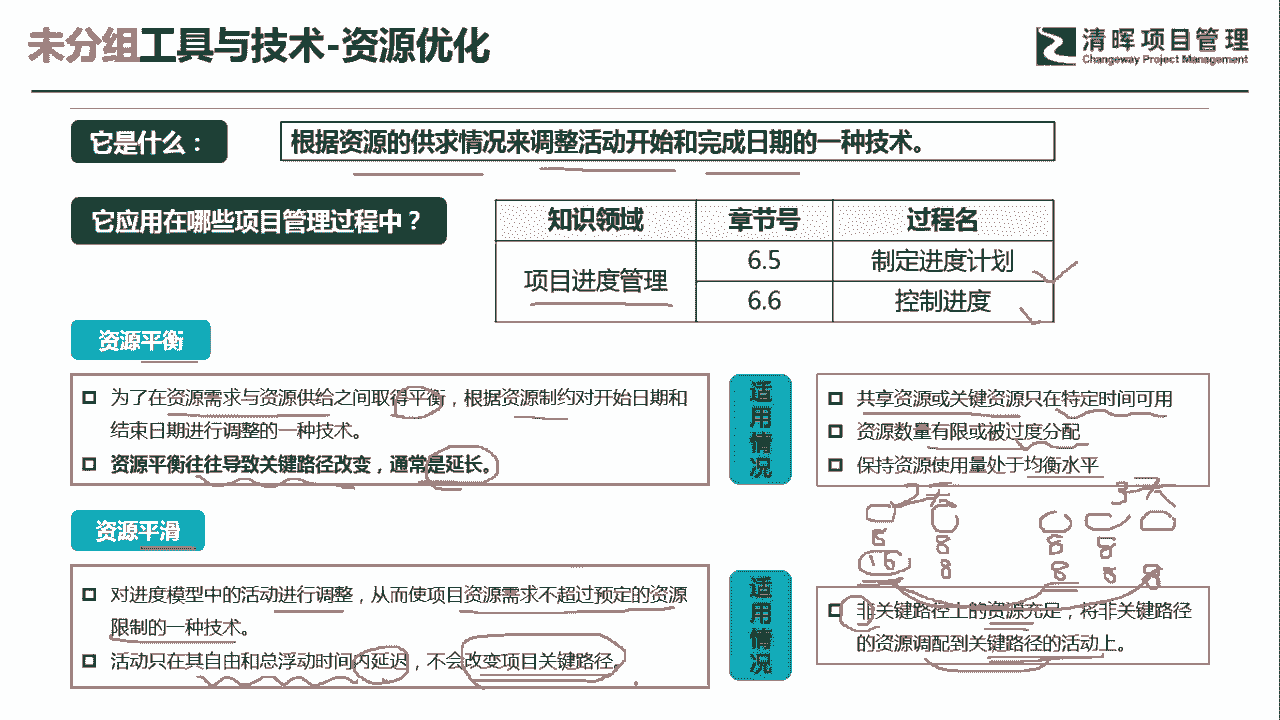 未分组工具与技术-资源优化
清晖项目管理
Changeway Project Management
它是什么：
根据资源的供求情况来调整活动开始和完成日期的一种技术。
它应用在哪些项目管理过程中？
知识领域 章节号 过程名
项目进度管理 6.5 制定进度计划
6.6 控制进度
资源平衡
为了在资源需求与资源供给之间取得平衡，根据资源制约对开始日期和
结束日期进行调整的一种技术。
资源平衡往往导致关键路径改变，通常是延长。
适用情况
共享资源或关键资源只在特定时间可用
资源数量有限或被过度分配
保持资源使用量处于均衡水平
2天 3天
8 8 8 8
16 8 8 8 8
资源平滑
对进度模型中的活动进行调整，从而使项目资源需求不超过预定的资源
限制的一种技术。
活动只在其自由和总浮动时间内延迟，不会改变项目关键路径。
适用情况
非关键路径上的资源充足，将非关键路径
的资源调配到关键路径的活动上。